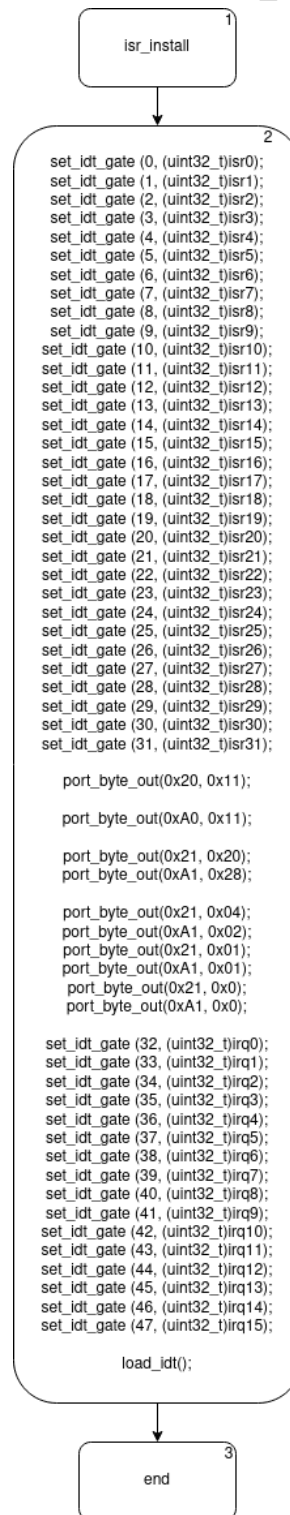 1
isr_install
2
set_idt_gate (0, (uint32_t)isr0);
set_idt_gate (1, (uint32_t)isr1);
set_idt_gate (2, (uint32_t)isr2);
set_idt_gate (3, (uint32_t)isr3);
set_idt_gate (4, (uint32_t)isr4);
set_idt_gate (5, (uint32_t)isr5);
set_idt_gate (6, (uint32_t)isr6);
set_idt_gate (7, (uint32_t)isr7);
set_idt_gate (8, (uint32_t)isr8);
set_idt_gate (9, (uint32_t)isr9);
set_idt_gate (10, (uint32_t)isr10);
set_idt_gate (11, (uint32_t)isr11);
set_idt_gate (12, (uint32_t)isr12);
set_idt_gate (13, (uint32_t)isr13);
set_idt_gate (14, (uint32_t)isr14);
set_idt_gate (15, (uint32_t)isr15);
set_idt_gate (16, (uint32_t)isr16);
set_idt_gate (17, (uint32_t)isr17);
set_idt_gate (18, (uint32_t)isr18);
set_idt_gate (19, (uint32_t)isr19);
set_idt_gate (20, (uint32_t)isr20);
set_idt_gate (21, (uint32_t)isr21);
set_idt_gate (22, (uint32_t)isr22);
set_idt_gate (23, (uint32_t)isr23);
set_idt_gate (24, (uint32_t)isr24);
set_idt_gate (25, (uint32_t)isr25);
set_idt_gate (26, (uint32_t)isr26);
set_idt_gate (27, (uint32_t)isr27);
set_idt_gate (28, (uint32_t)isr28);
set_idt_gate (29, (uint32_t)isr29);
set_idt_gate (30, (uint32_t)isr30);
set_idt_gate (31, (uint32_t)isr31);
port_byte_out(0x20, 0x11);
port_byte_out(0xA0, 0x11);
port_byte_out(0x21, 0x20);
port_byte_out(0xA1, 0x28);
port_byte_out(0x21, 0x04);
port_byte_out(0xA1, 0x02);
port_byte_out(0x21, 0x01);
port_byte_out(0xA1, 0x01);
port_byte_out(0x21, 0x0);
port_byte_out(0xA1, 0x0);
set_idt_gate (32, (uint32_t)irq0);
set_idt_gate (33, (uint32_t)irq1);
set_idt_gate (34, (uint32_t)irq2);
set_idt_gate (35, (uint32_t)irq3);
set_idt_gate (36, (uint32_t)irq4);
set_idt_gate (37, (uint32_t)irq5);
set_idt_gate (38, (uint32_t)irq6);
set_idt_gate (39, (uint32_t)irq7);
set_idt_gate (40, (uint32_t)irq8);
set_idt_gate (41, (uint32_t)irq9);
set_idt_gate (42, (uint32_t)irq10);
set_idt_gate (43, (uint32_t)irq11);
set_idt_gate (44, (uint32_t)irq12);
set_idt_gate (45, (uint32_t)irq13);
set_idt_gate (46, (uint32_t)irq14);
set_idt_gate (47, (uint32_t)irq15);
load_idt();
3
end